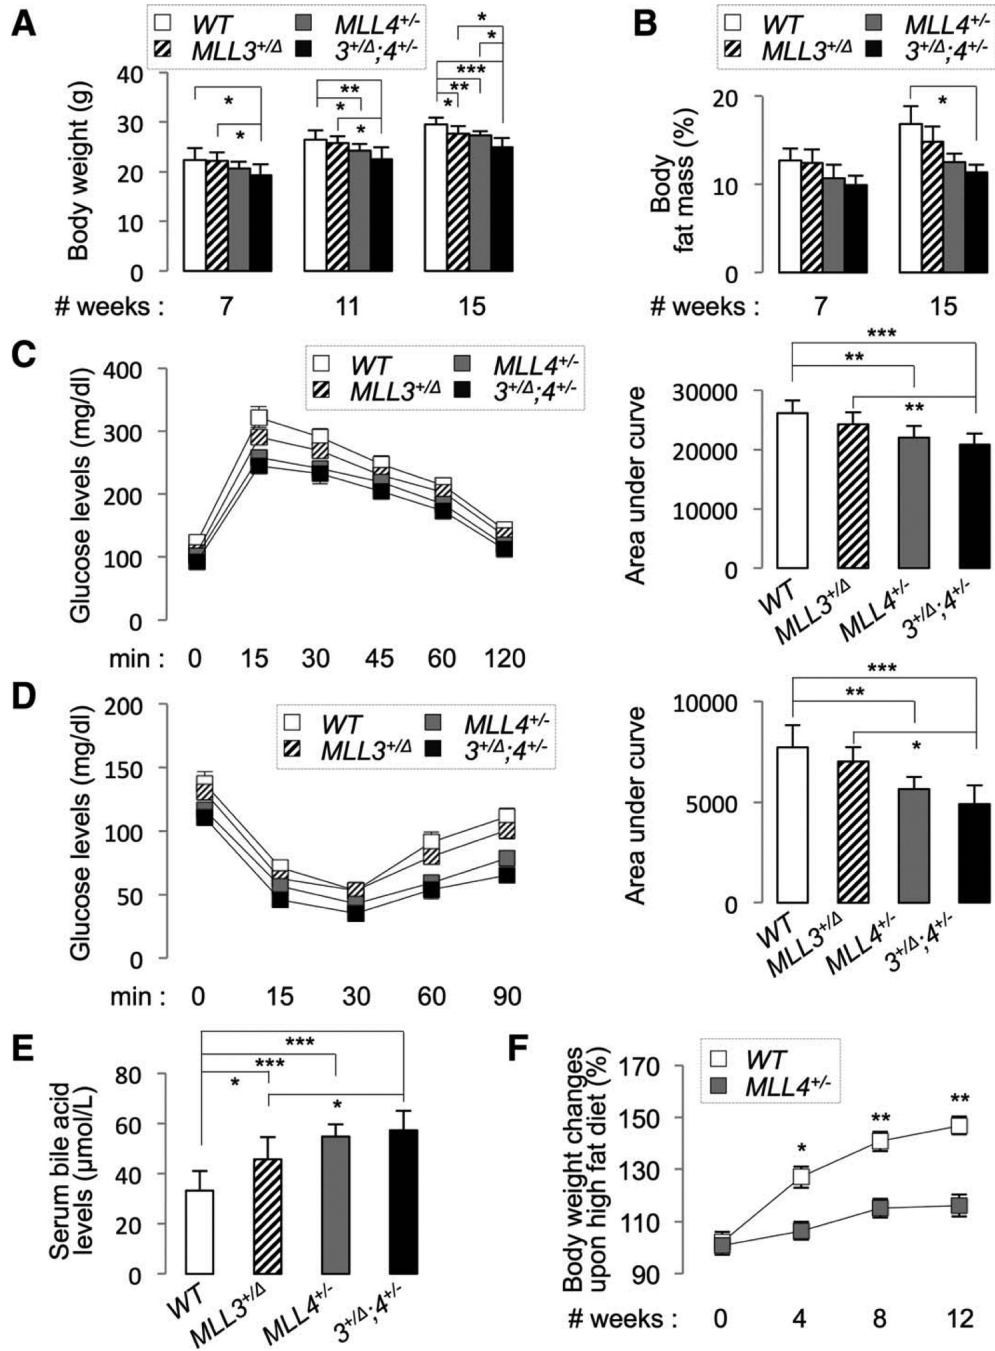 A
WT
MLL4+/-
MLL3+/Δ
3+/Δ;4+/-
Body weight (g)
40
30
20
10
0
*
*
**
*
*
*
*
***
**
*
# weeks :
7
11
15
B
WT
MLL4+/-
MLL3+/Δ
3+/Δ;4+/-
Body
fat mass (%)
20
10
0
*
# weeks :
7
15
C
WT
MLL4+/-
MLL3+/Δ
3+/Δ;4+/-
Glucose levels (mg/dl)
400
300
200
100
0
min :
0
15
30
45
60
120
Area under curve
30000
20000
10000
0
***
**
**
WT
MLL3+/Δ
MLL4+/-
3+/Δ;4+/-
D
WT
MLL4+/-
MLL3+/Δ
3+/Δ;4+/-
Glucose levels (mg/dl)
200
150
100
50
0
min :
0
15
30
60
90
Area under curve
10000
5000
0
***
**
*
WT
MLL3+/Δ
MLL4+/-
3+/Δ;4+/-
E
Serum bile acid
levels (μmol/L)
80
60
40
20
0
***
***
*
*
WT
MLL3+/Δ
MLL4+/-
3+/Δ;4+/-
F
WT
MLL4+/-
Body weight changes
upon high fat diet (%)
170
150
130
110
90
*
**
**
# weeks :
0
4
8
12